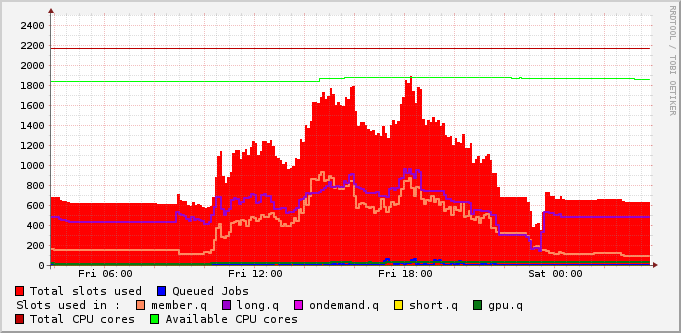 RRDTOOL / TOBI OETIKER
2400
2200
2000
1800
1600
1400
1200
1000
800
600
400
200
0
Fri 06:00 Fri 12:00 Fri 18:00 Sat 00:00
Total slots used Queued Jobs
Slots used in : member.q long.q ondemand.q short.q gpu.q
Total CPU cores Available CPU cores